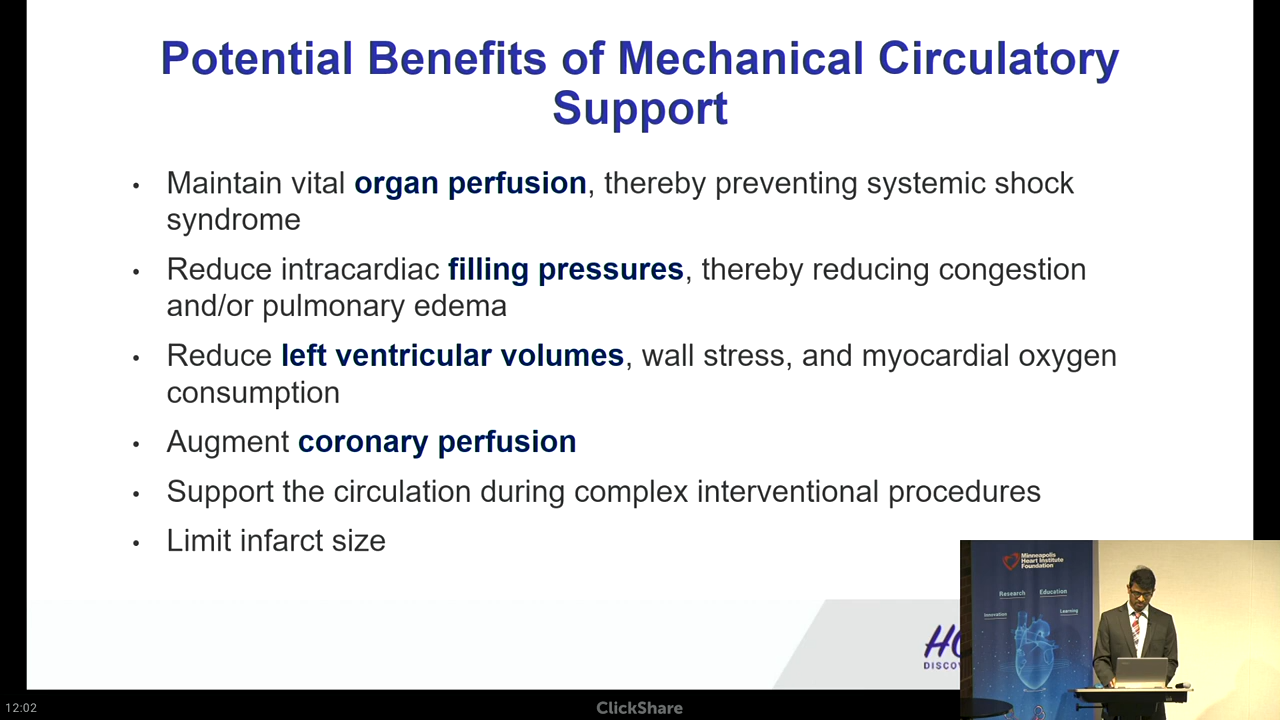 Potential Benefits of Mechanical Circulatory
Support
• Maintain vital organ perfusion, thereby preventing systemic shock
syndrome
• Reduce intracardiac filling pressures, thereby reducing congestion
and/or pulmonary edema
• Reduce left ventricular volumes, wall stress, and myocardial oxygen
consumption
• Augment coronary perfusion
• Support the circulation during complex interventional procedures
• Limit infarct size
Minneapolis
Heart Institute
Foundation
Research Education
Innovation Learning
12:02
ClickShare